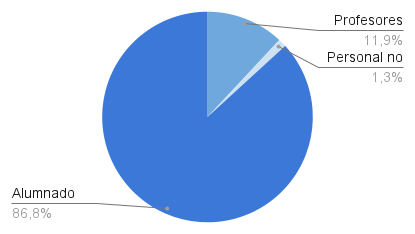 Profesores
11,9%
Personal no
1,3%
Alumnado
86,8%